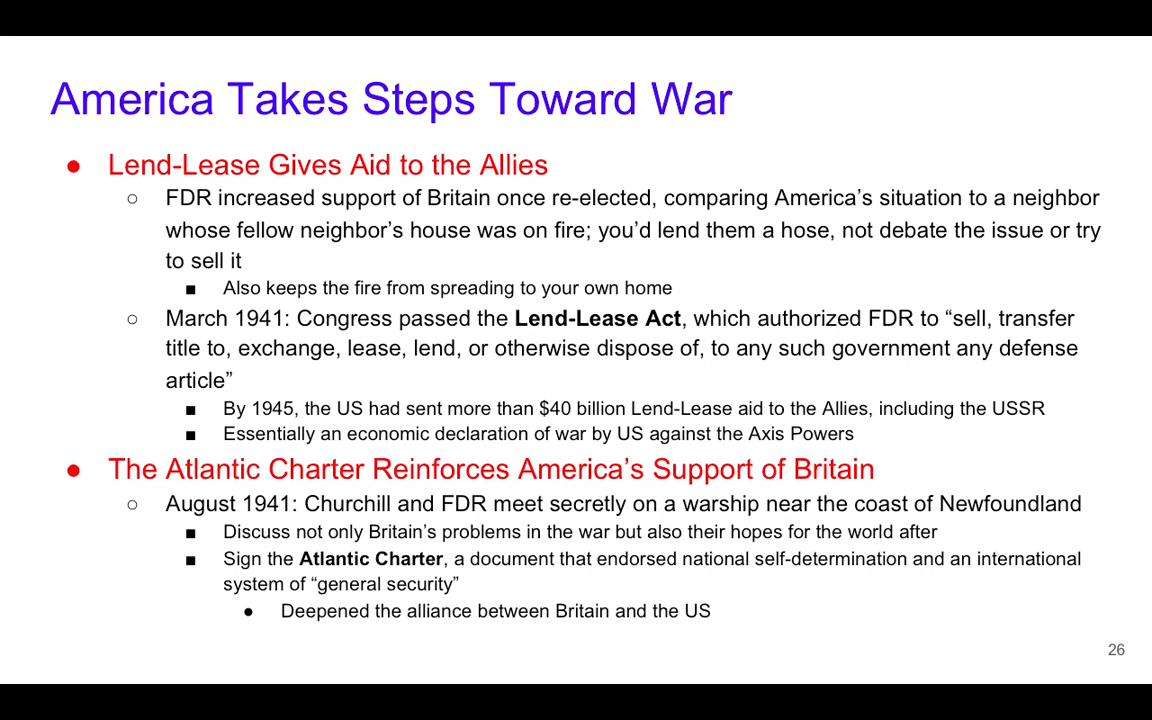 America Takes Steps Toward War
● Lend-Lease Gives Aid to the Allies
○ FDR increased support of Britain once re-elected, comparing America’s situation to a neighbor
whose fellow neighbor’s house was on fire; you’d lend them a hose, not debate the issue or try
to sell it
■ Also keeps the fire from spreading to your own home
○ March 1941: Congress passed the Lend-Lease Act, which authorized FDR to “sell, transfer
title to, exchange, lease, lend, or otherwise dispose of, to any such government any defense
article”
■ By 1945, the US had sent more than $40 billion Lend-Lease aid to the Allies, including the USSR
■ Essentially an economic declaration of war by US against the Axis Powers
● The Atlantic Charter Reinforces America’s Support of Britain
○ August 1941: Churchill and FDR meet secretly on a warship near the coast of Newfoundland
■ Discuss not only Britain’s problems in the war but also their hopes for the world after
■ Sign the Atlantic Charter, a document that endorsed national self-determination and an international
system of “general security”
● Deepened the alliance between Britain and the US
26